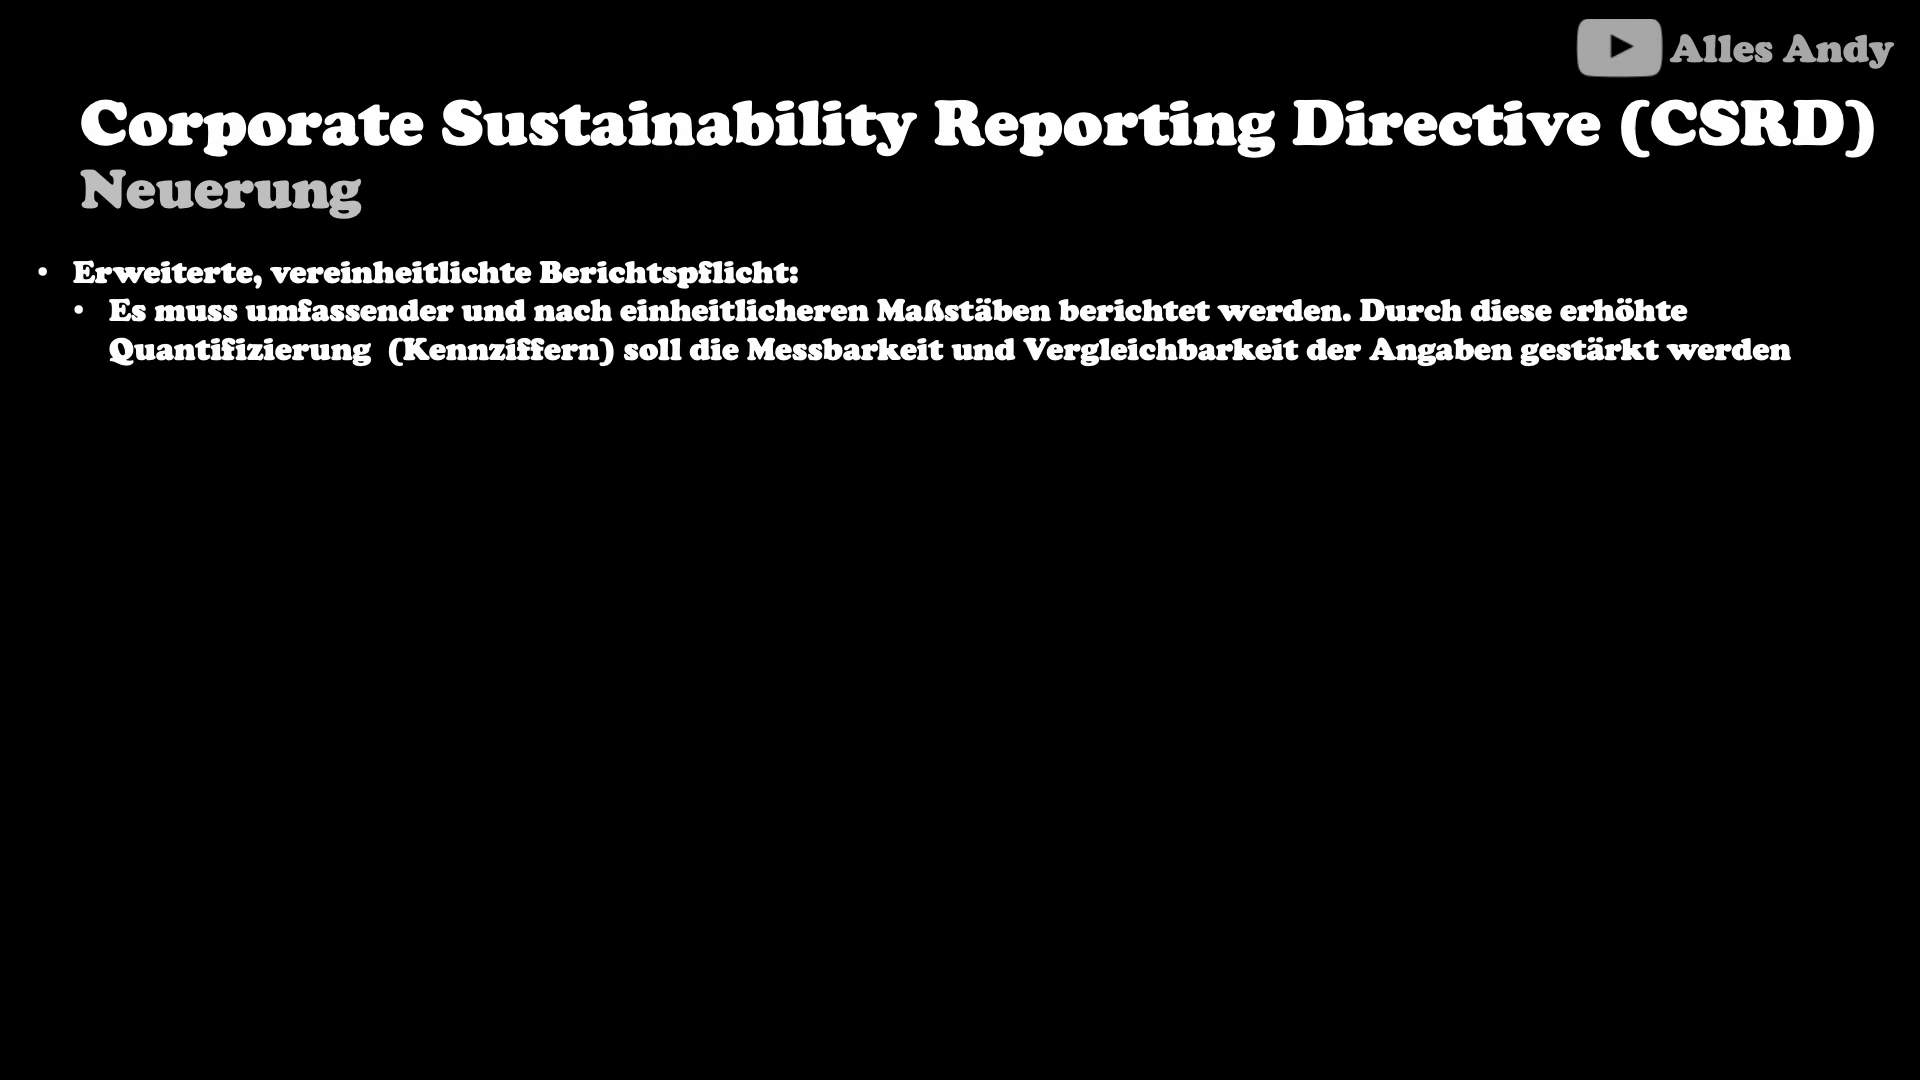 Alles Andy
Corporate Sustainability Reporting Directive (CSRD)
Neuerung
• Erweiterte, vereinheitlichte Berichtspflicht:
• Es muss umfassender und nach einheitlicheren Maßstäben berichtet werden. Durch diese erhöhte
Quantifizierung (Kennziffern) soll die Messbarkeit und Vergleichbarkeit der Angaben gestärkt werden